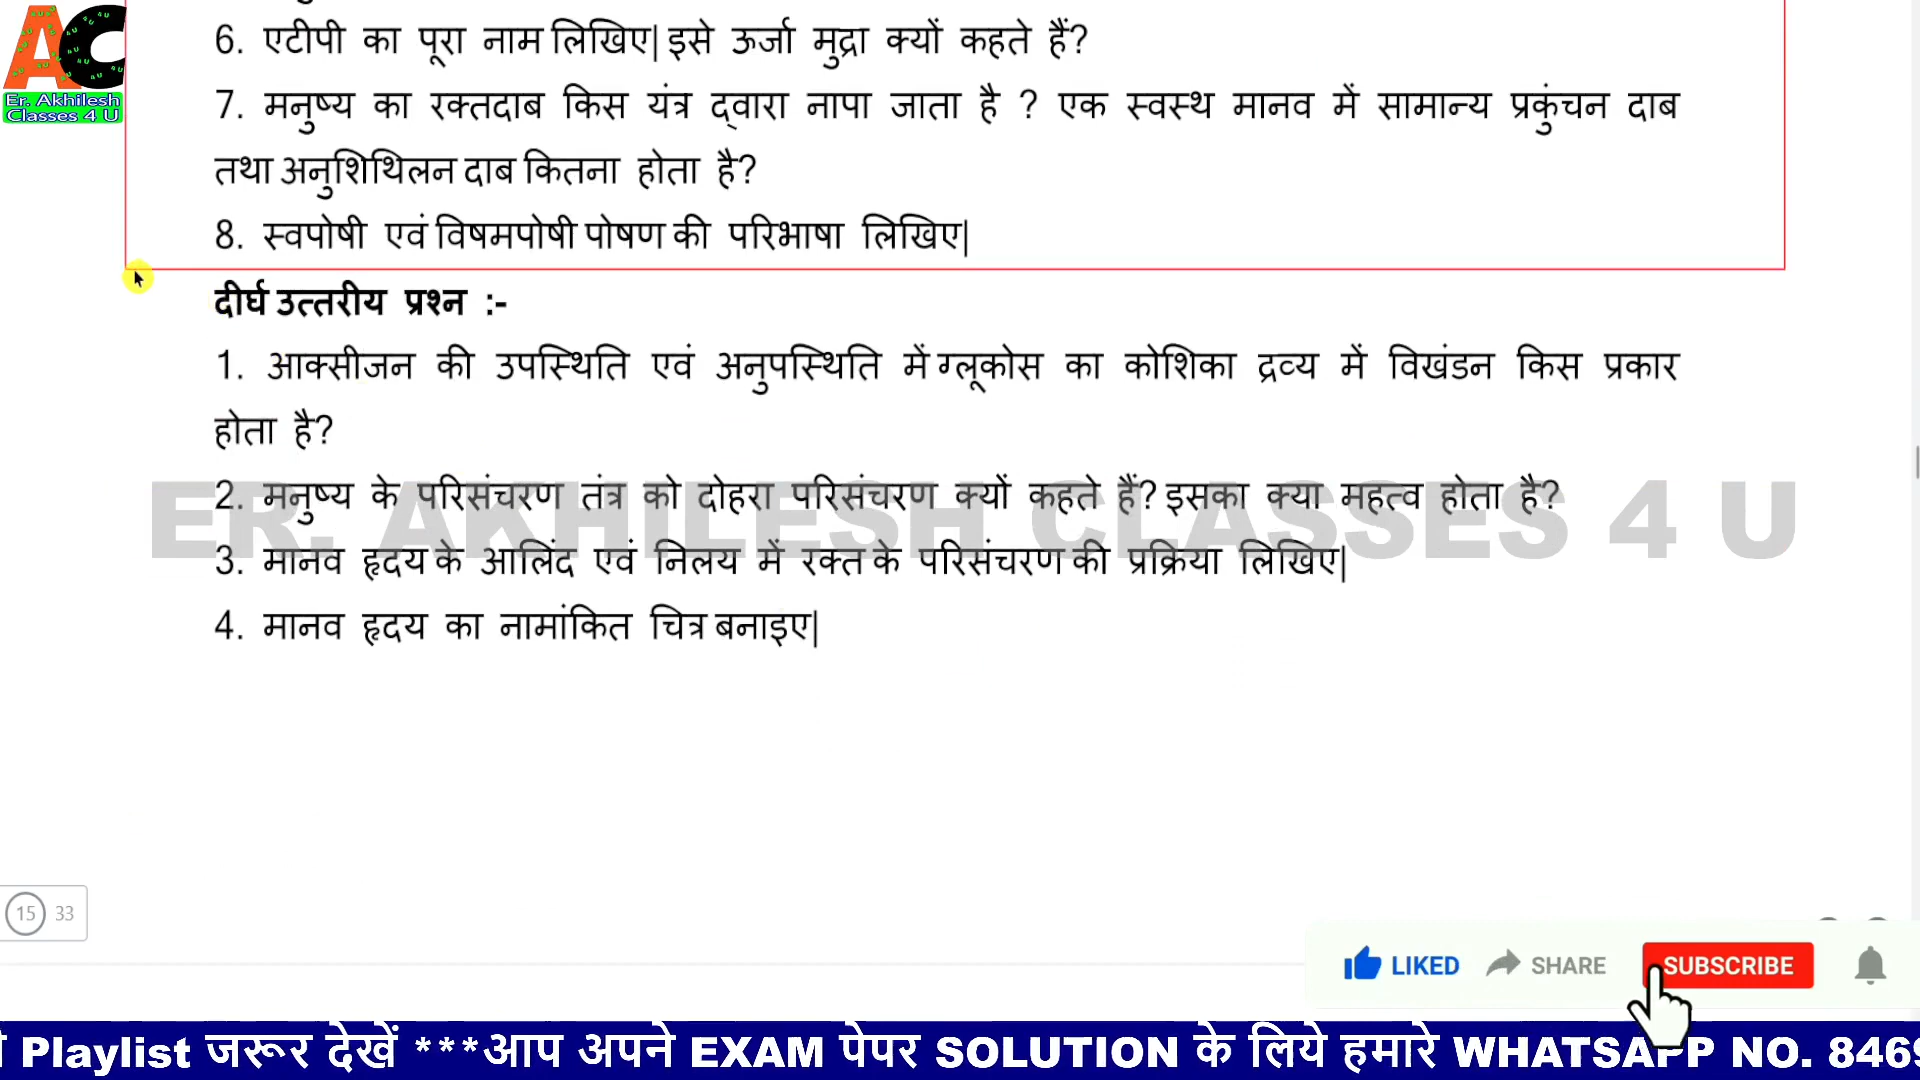 6. एटीपी का पूरा नाम लिखिए| इसे ऊर्जा मुद्रा क्यों कहते हैं?
7. मनुष्य का रक्तदाब किस यंत्र द्वारा नापा जाता है ? एक स्वस्थ मानव में सामान्य प्रकुंचन दाब
तथा अनुशिथिलन दाब कितना होता है?
8. स्वपोषी एवं विषमपोषी पोषण की परिभाषा लिखिए|
दीर्घ उत्तरीय प्रश्न :-
1. आक्सीजन की उपस्थिति एवं अनुपस्थिति में ग्लूकोस का कोशिका द्रव्य में विखंडन किस प्रकार
होता है?
2. मनुष्य के परिसंचरण तंत्र को दोहरा परिसंचरण क्यों कहते हैं? इसका क्या महत्व होता है?
3. मानव हृदय के आलिंद एवं निलय में रक्त के परिसंचरण की प्रक्रिया लिखिए|
4. मानव हृदय का नामांकित चित्र बनाइए|
AC
Er. Akhilesh
Classes 4 U
ER. AKHILESH CLASSES 4 U
15 33
LIKED SHARE SUBSCRIBE
Playlist जरूर देखें ***आप अपने EXAM पेपर SOLUTION के लिये हमारे WHATSAPP NO. 846